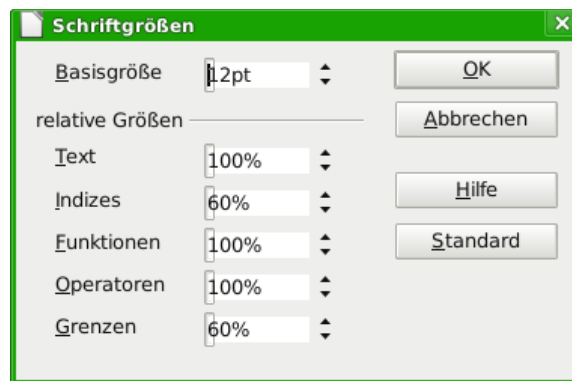 Schriftgrößen
Basisgröße 12pt
OK
relative Größen
Abbrechen
Text 100%
Indizes 60%
Hilfe
Funktionen 100%
Standard
Operatoren 100%
Grenzen 60%